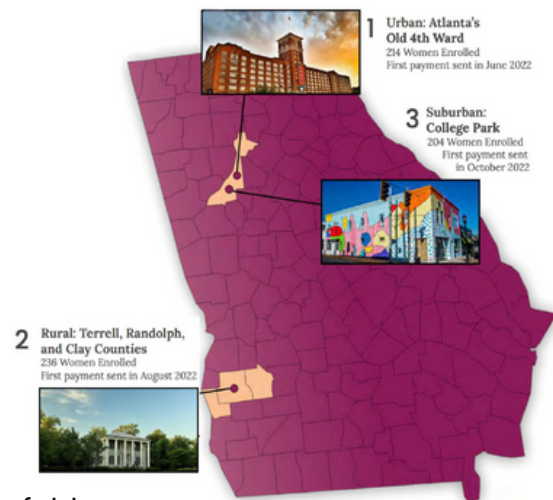 1 Urban: Atlanta's
Old 4th Ward
214 Women Enrolled
First payment sent in June 2022
3 Suburban:
College Park
204 Women Enrolled
First payment sent
in October 2022
2 Rural: Terrell, Randolph,
and Clay Counties
236 Women Enrolled
First payment sent in August 2022